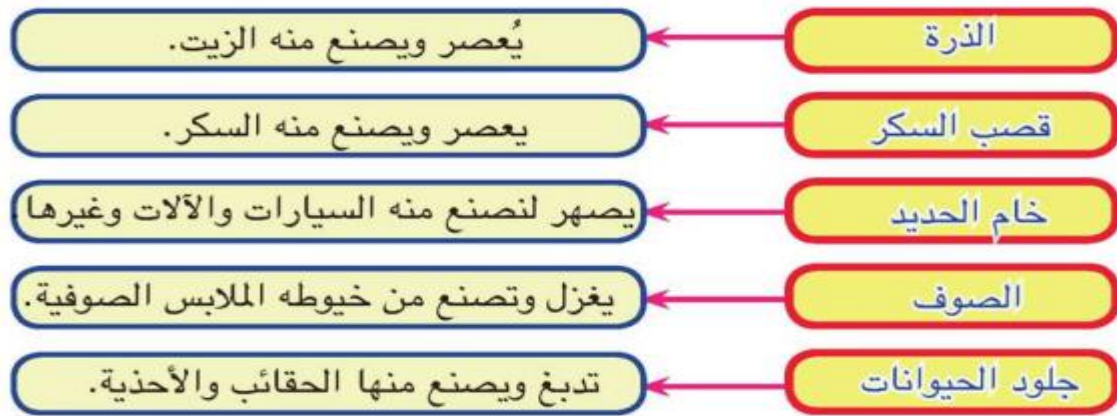 الذرة
يُعصر ويصنع منه الزيت.
قصب السكر
يعصر ويصنع منه السكر.
خام الحديد
يصهر لنصنع منه السيارات والآلات وغيرها
الصوف
يغزل وتصنع من خيوطه الملابس الصوفية.
جلود الحيوانات
تدبغ ويصنع منها الحقائب والأحذية.